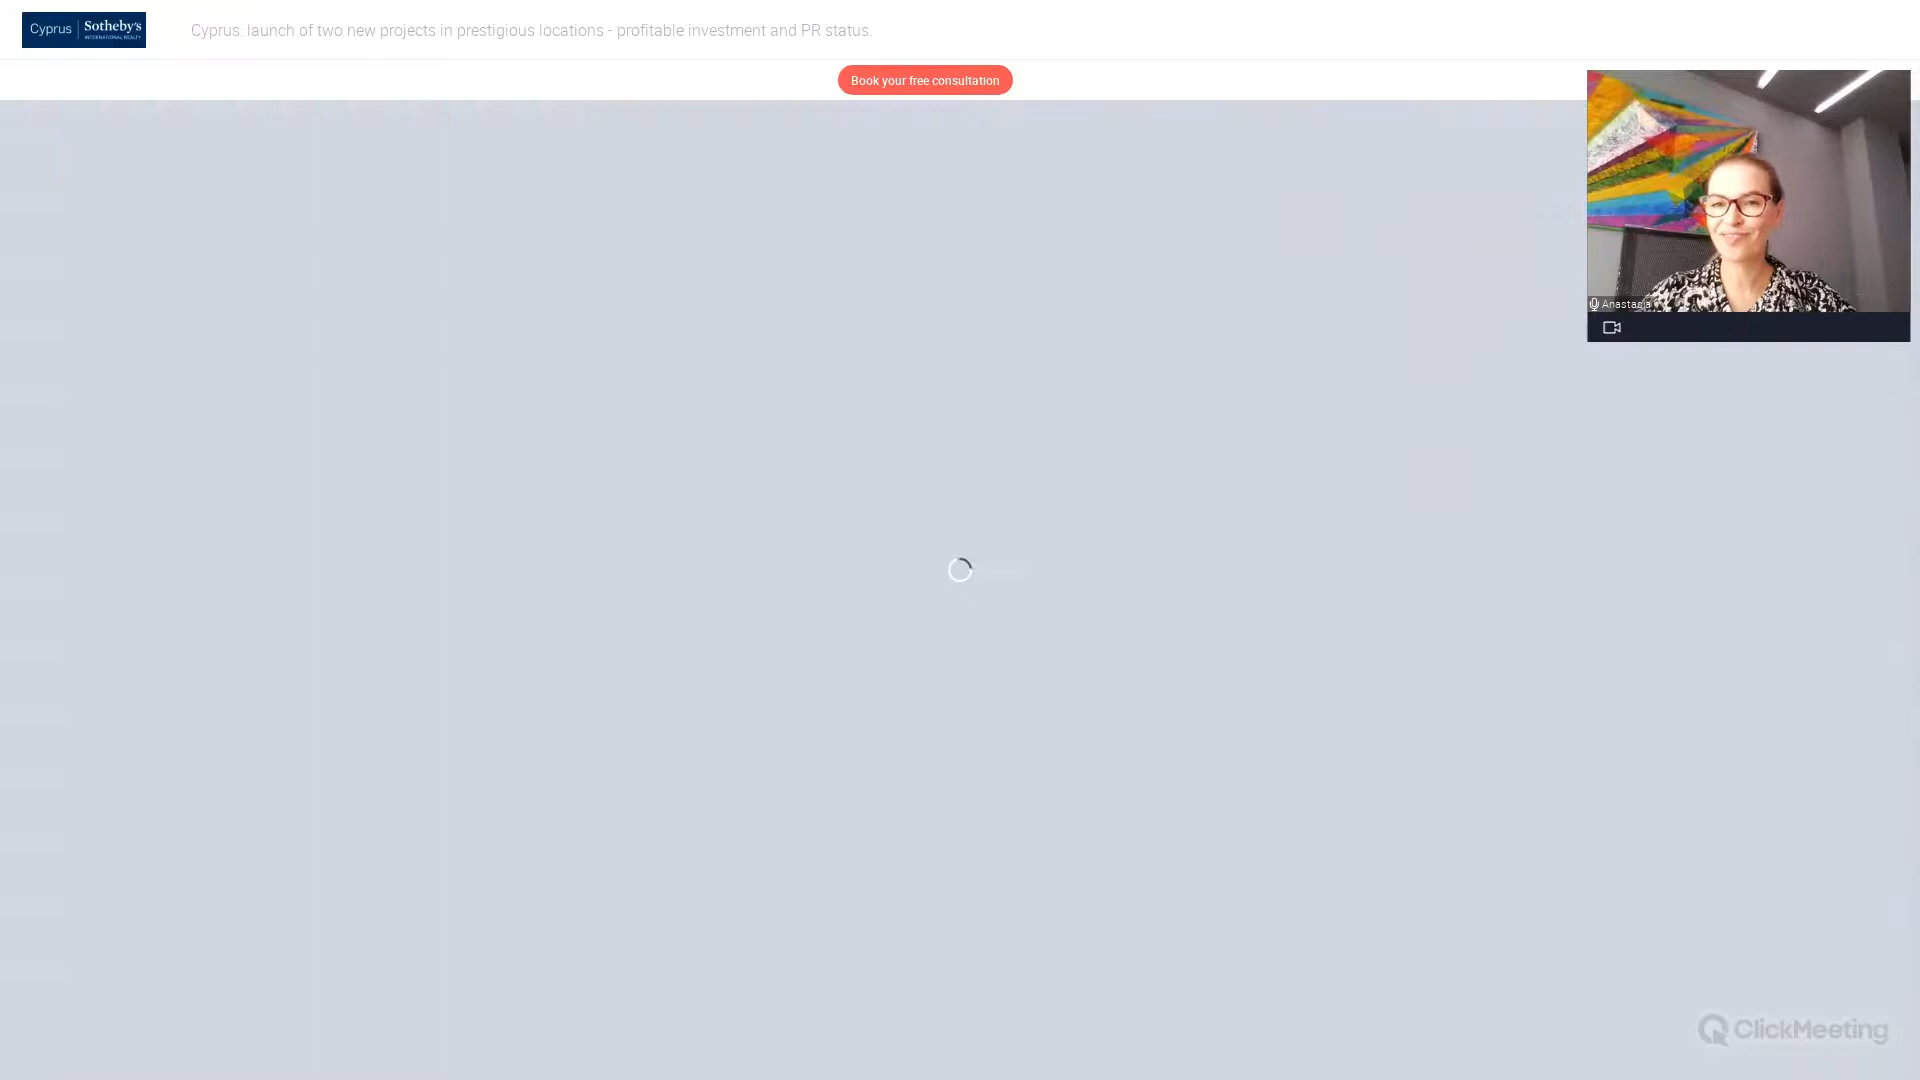 Cyprus
Sotheby's
INTERNATIONAL REALTY
Cyprus: launch of two new projects in prestigious locations - profitable investment and PR status.
Book your free consultation
Anastasia
ClickMeeting